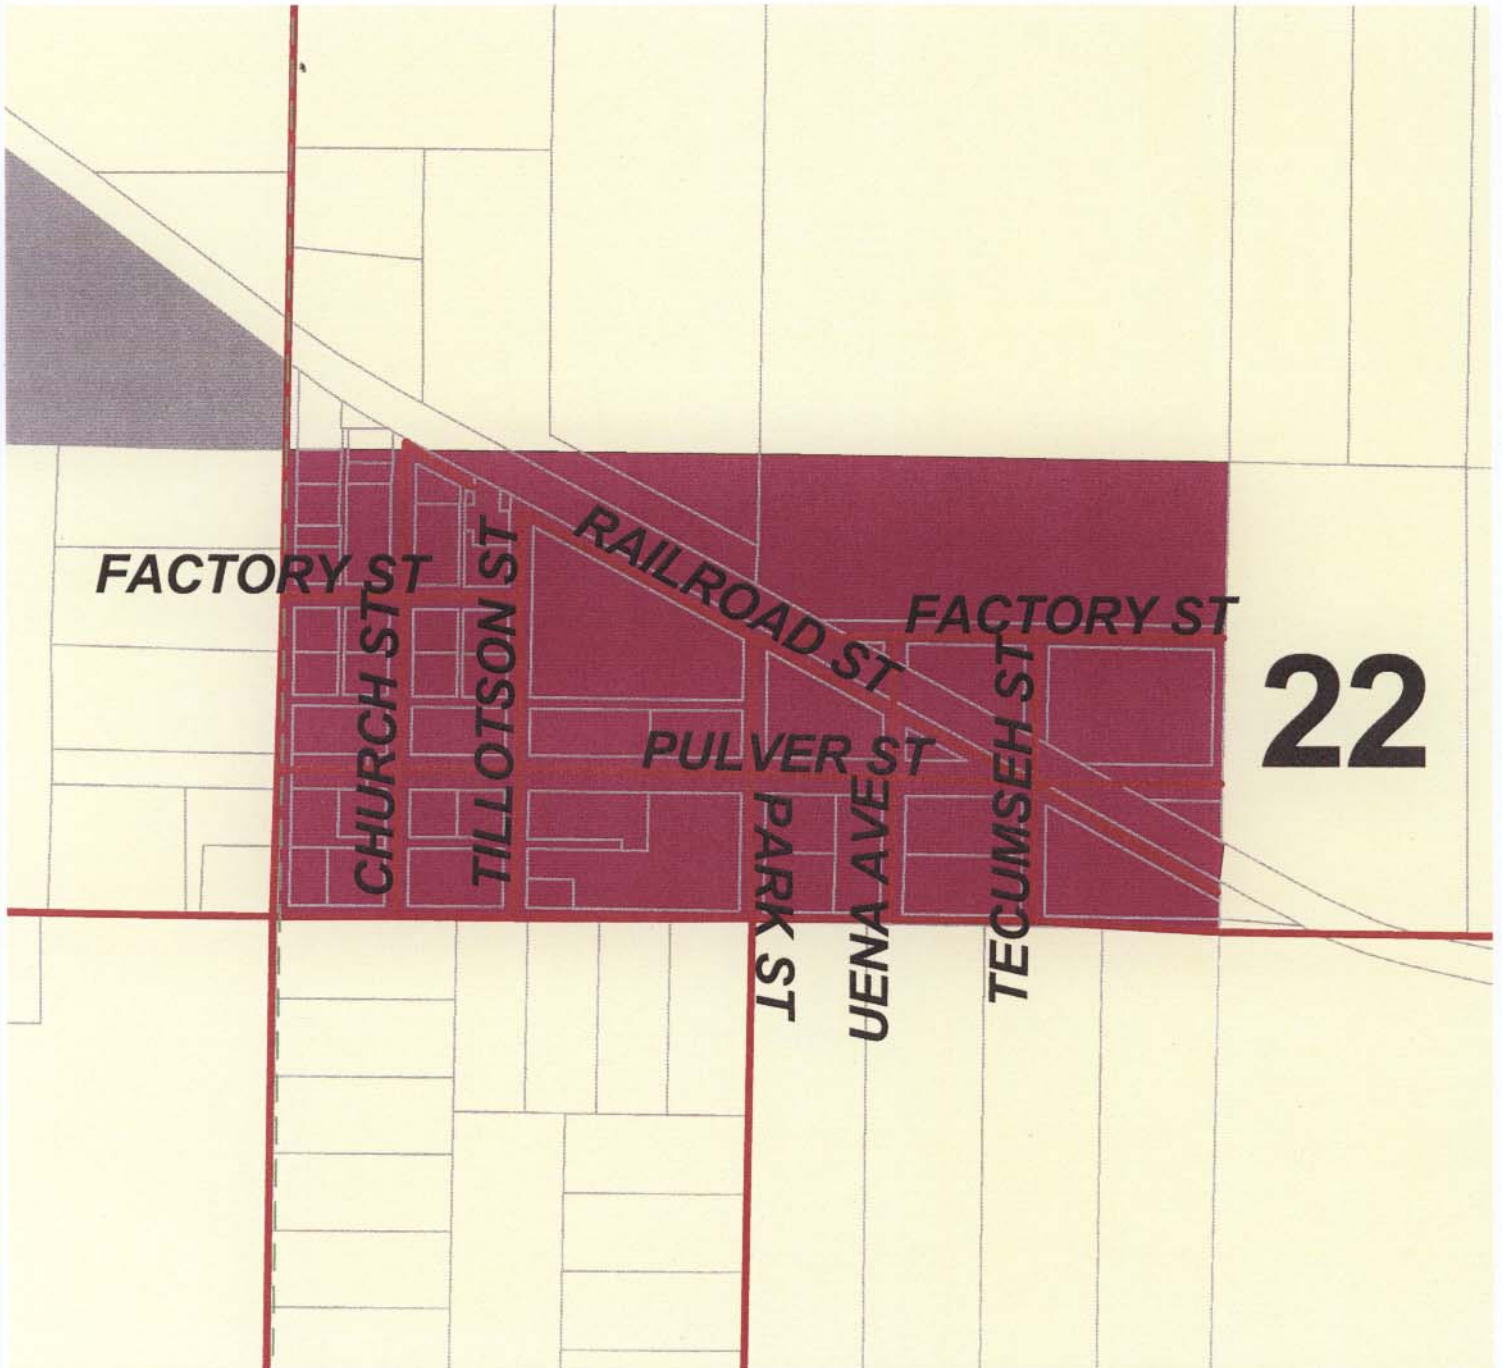 FACTORY ST
CHURCH ST
TILLOTSON ST
RAILROAD ST
FACTORY ST
22
PULVER ST
PARK ST
UENA AVE
TECUMSEH ST